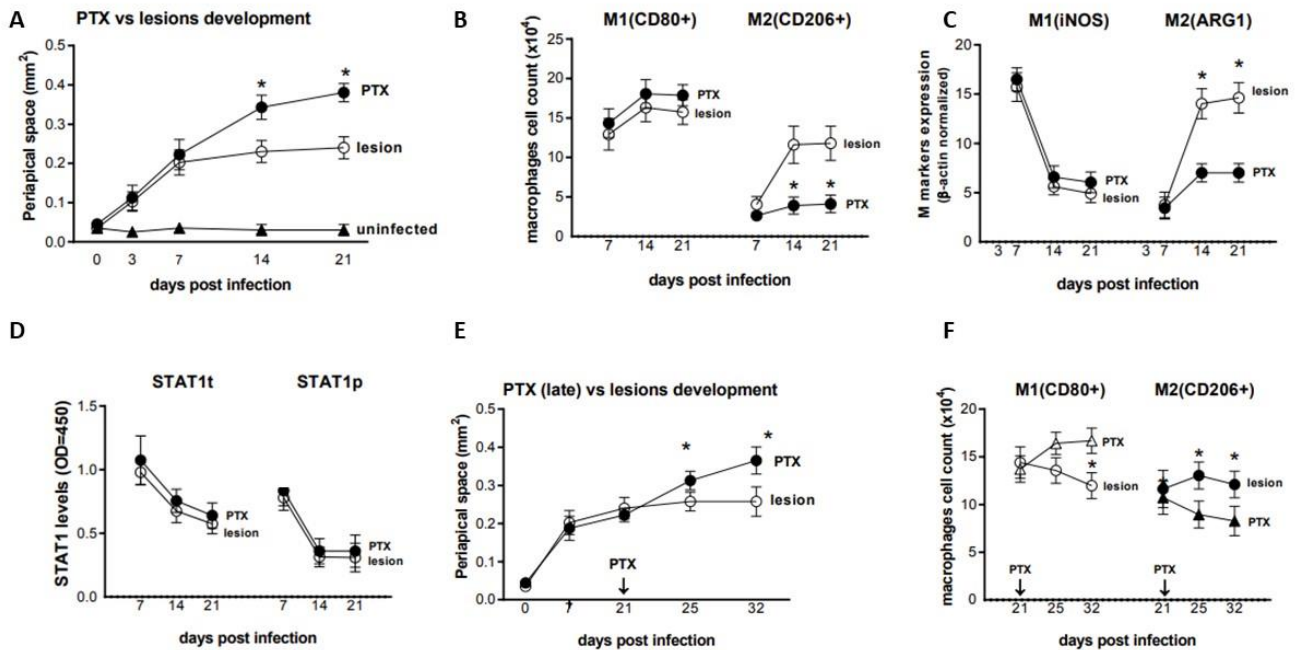 A
PTX vs lesions development
Periapical space (mm²)
0.5
0.4
0.3
0.2
0.1
0.0
* *
PTX
lesion
uninfected
0 3 7 14 21
days post infection
B
M1(CD80+) M2(CD206+)
macrophages cell count (x10⁴)
25
20
15
10
5
0
PTX
lesion
lesion
* *
PTX
7 14 21 7 14 21
days post infection
C
M1(iNOS) M2(ARG1)
M markers expression
(β-actin normalized)
20
15
10
5
0
* *
lesion
PTX
PTX
lesion
3 7 14 21 3 7 14 21
days post infection
D
STAT1t STAT1p
STAT1 levels (OD=450)
1.5
1.0
0.5
0.0
PTX
lesion
PTX
lesion
7 14 21 7 14 21
days post infection
E
PTX (late) vs lesions development
Periapical space (mm²)
0.5
0.4
0.3
0.2
0.1
0.0
* *
PTX
lesion
PTX
0 7 21 25 32
days post infection
F
M1(CD80+) M2(CD206+)
macrophages cell count (x10⁴)
20
15
10
5
0
PTX
*
lesion
* *
lesion
PTX
PTX PTX
21 25 32 21 25 32
days post infection